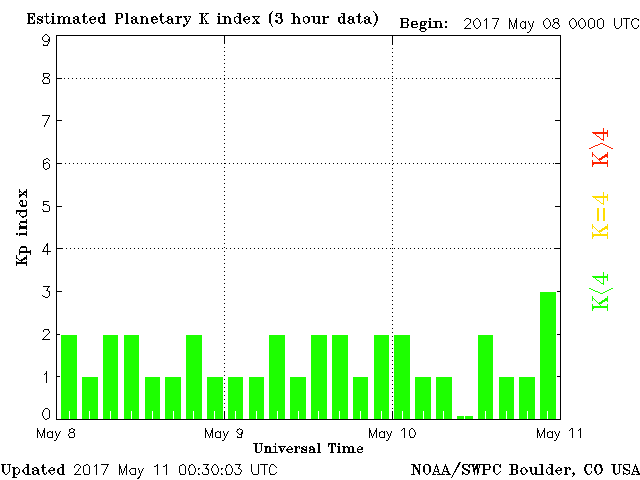 Estimated Planetary K index (3 hour data)
Begin: 2017 May 08 0000 UTC
9
8
7
6
5
4
3
2
1
0
Kp index
K>4
K=4
K<4
May 8
May 9
May 10
May 11
Universal Time
Updated 2017 May 11 00:30:03 UTC
NOAA/SWPC Boulder, CO USA